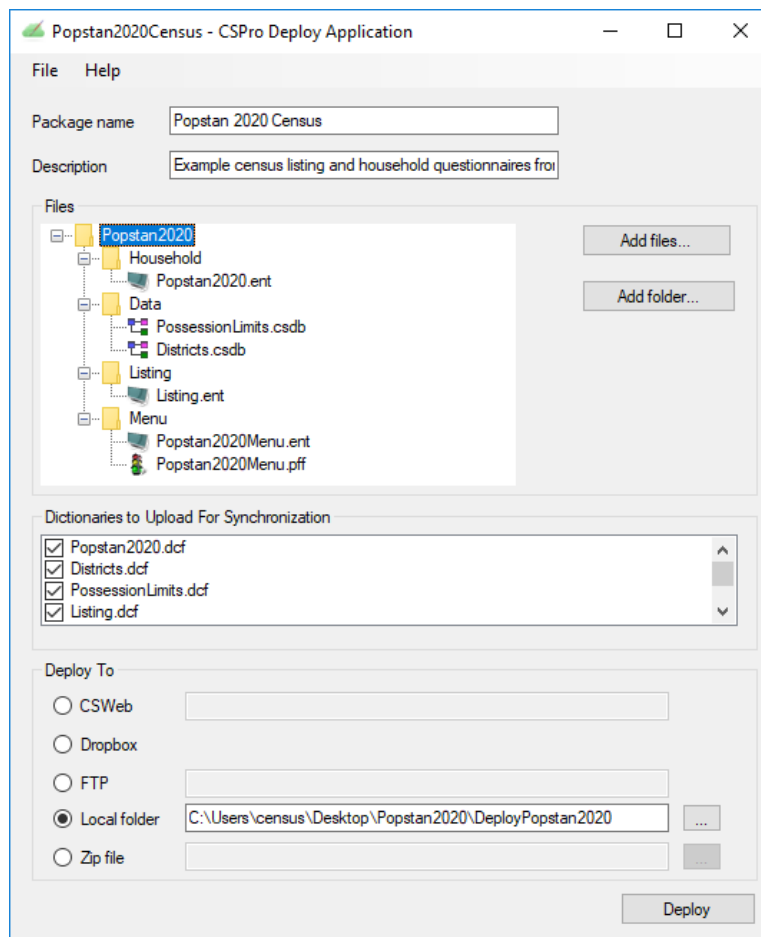 Popstan2020Census - CSPro Deploy Application
File Help
Package name Popstan 2020 Census
Description Example census listing and household questionnaires from
Files
Popstan2020
Add files...
Household
Popstan2020.ent
Add folder...
Data
PossessionLimits.csdb
Districts.csdb
Listing
Listing.ent
Menu
Popstan2020Menu.ent
Popstan2020Menu.pff
Dictionaries to Upload For Synchronization
Popstan2020.dcf
Districts.dcf
PossessionLimits.dcf
Listing.dcf
Deploy To
CSWeb
Dropbox
FTP
Local folder C:\Users\census\Desktop\Popstan2020\DeployPopstan2020 ...
Zip file ...
Deploy